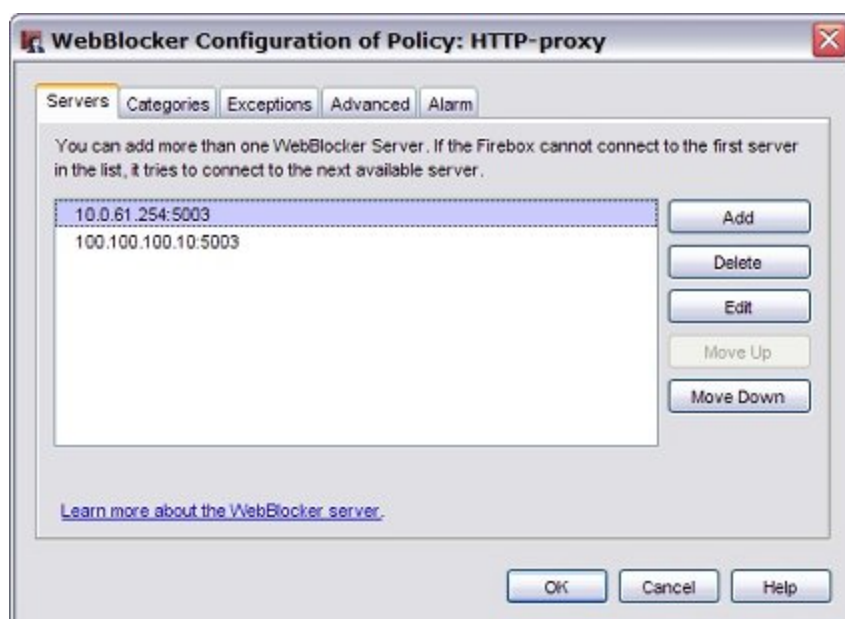 WebBlocker Configuration of Policy: HTTP-proxy
Servers Categories Exceptions Advanced Alarm
You can add more than one WebBlocker Server. If the Firebox cannot connect to the first server
in the list, it tries to connect to the next available server.
10.0.61.254:5003
100.100.100.10:5003
Add
Delete
Edit
Move Up
Move Down
Learn more about the WebBlocker server.
OK Cancel Help